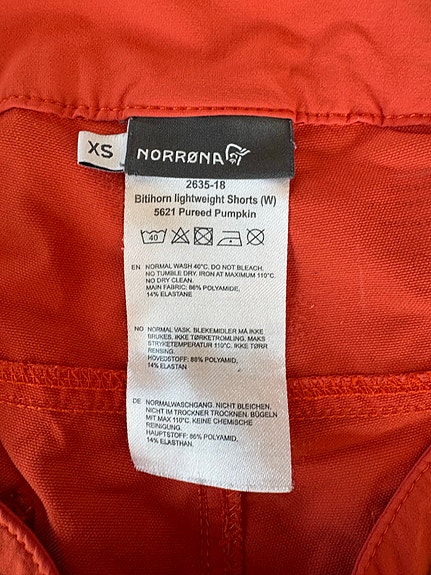 XS
NORRØNA
2635-18
Bitihorn lightweight Shorts (W)
5621 Pureed Pumpkin
40
EN NORMAL WASH 40°C. DO NOT BLEACH.
NO TUMBLE DRY. IRON AT MAXIMUM 110°C.
NO DRY CLEAN.
MAIN FABRIC: 86% POLYAMIDE,
14% ELASTANE
NO NORMAL VASK. BLEKEMIDLER MÅ IKKE
BRUKES. IKKE TØRKETROMLING. MAKS
STRYKETEMPERATUR 110°C. IKKE TØRR
RENSING.
HOVEDSTOFF: 86% POLYAMID,
14% ELASTAN
DE NORMALWASCHGANG. NICHT BLEICHEN.
NICHT IM TROCKNER TROCKNEN. BÜGELN
MIT MAX 110°C. KEINE CHEMISCHE
REINIGUNG.
HAUPTSTOFF: 86% POLYAMID,
14% ELASTHAN.